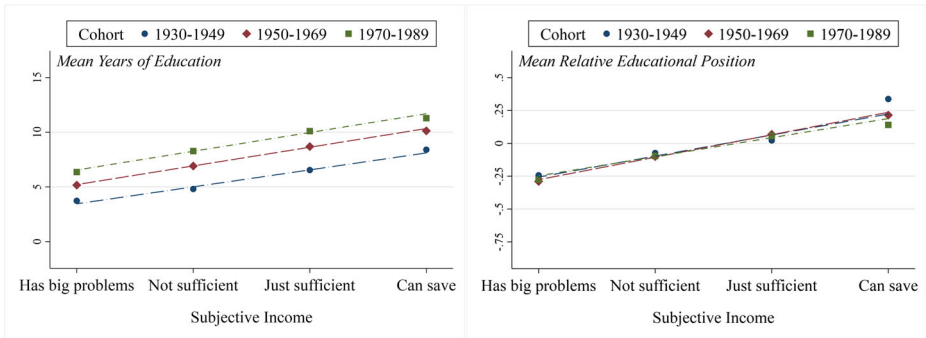 Cohort 1930-1949 1950-1969 1970-1989
Mean Years of Education
15
10
5
0
Has big problems Not sufficient Just sufficient Can save
Subjective Income
Cohort 1930-1949 1950-1969 1970-1989
Mean Relative Educational Position
.5
.25
0
-.25
-.5
-.75
Has big problems Not sufficient Just sufficient Can save
Subjective Income